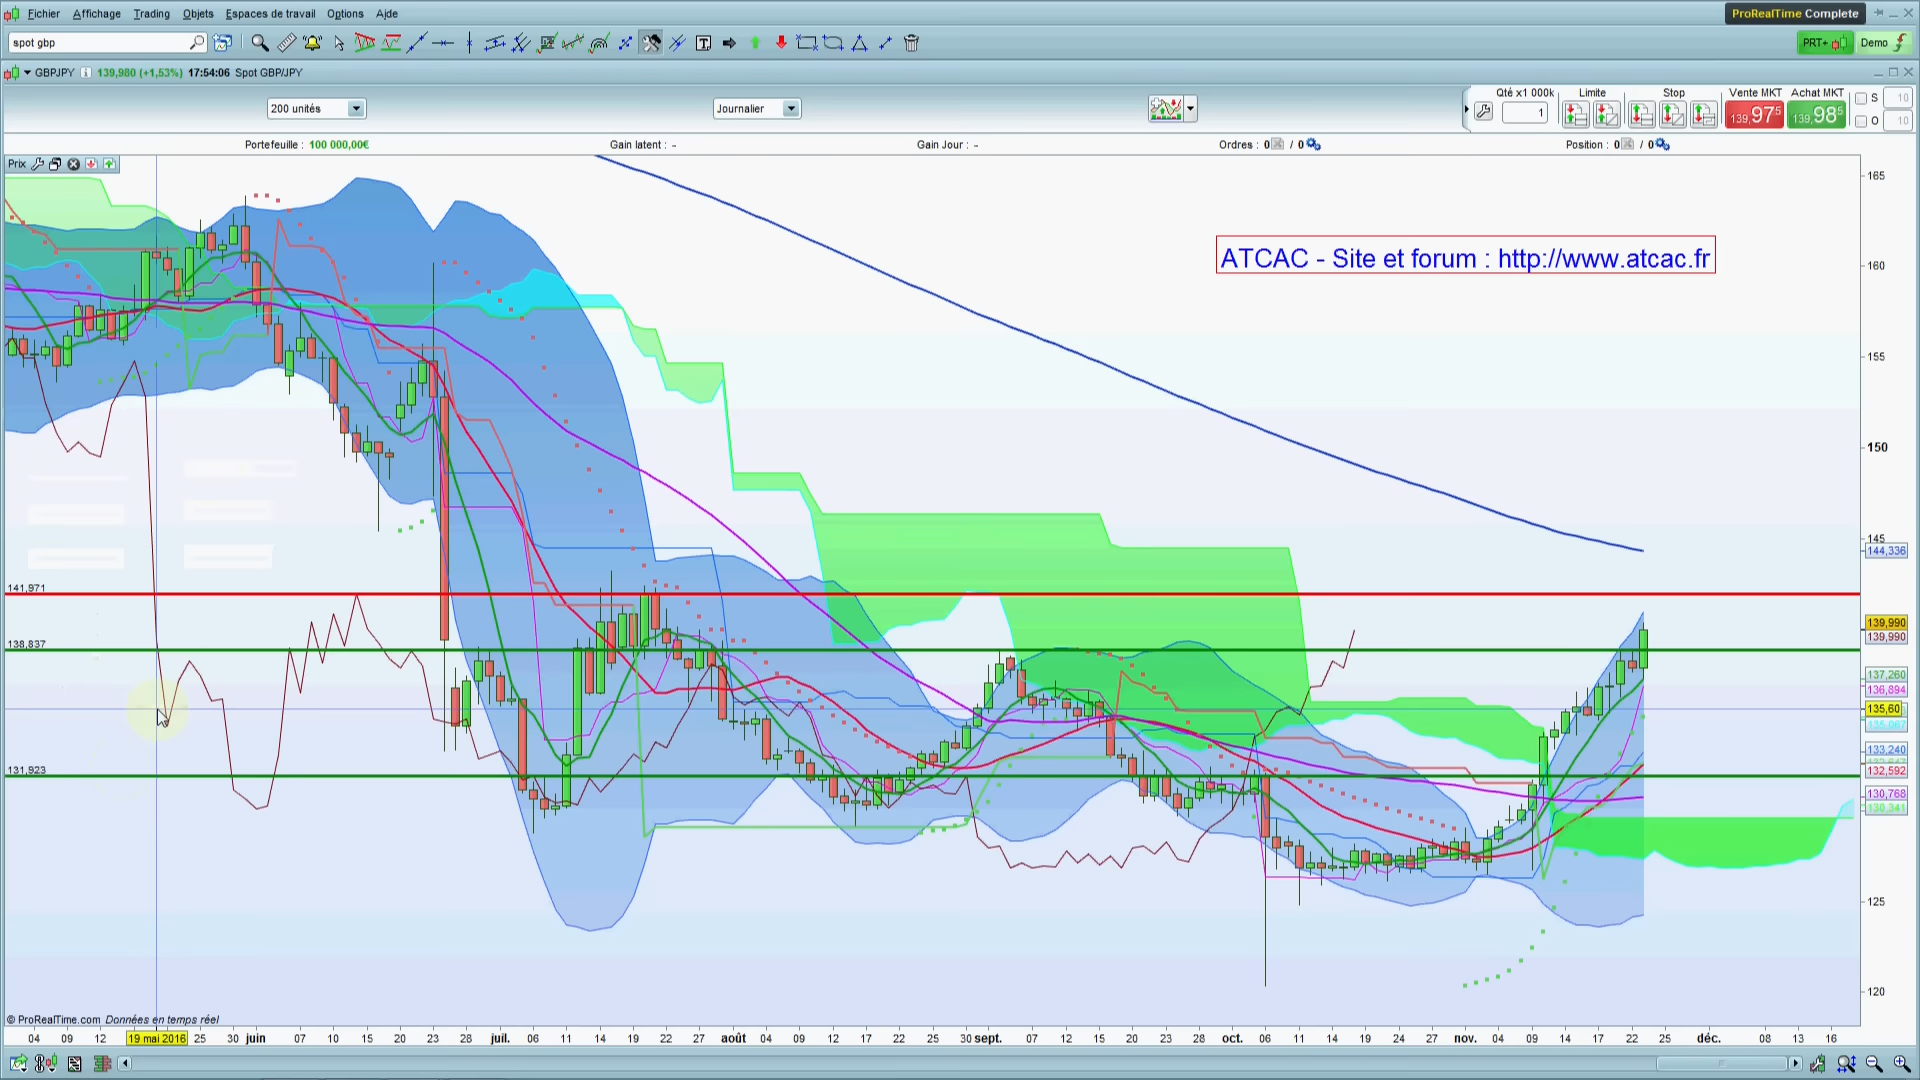 Fichier Affichage Trading Objets Espaces de travail Options Aide ProRealTime Complete
spot gbp PRT+ Demo
GBPJPY 139,980 (+1,53%) 17:54:06 Spot GBP/JPY
200 unités Journalier Qté x1 000k 1 Limite Stop Vente MKT 139,97⁵ Achat MKT 139,98⁵ S 10 O 10
Portefeuille : 100 000,00€ Gain latent : - Gain Jour : - Ordres : 0 / 0 Position : 0 / 0
Prix
165
ATCAC - Site et forum : http://www.atcac.fr
160
155
150
145
144,336
141,971
139,990
139,990
138,837
137,260
136,894
135,60
135,067
133,240
131,923
132,592
130,768
130,341
125
120
© ProRealTime.com Données en temps réel
04 09 12 19 mai 2016 25 30 juin 07 10 15 20 23 28 juil. 06 11 14 19 22 27 août 04 09 12 17 22 25 30 sept. 07 12 15 20 23 28 oct. 06 11 14 19 24 27 nov. 04 09 14 17 22 25 déc. 08 13 16